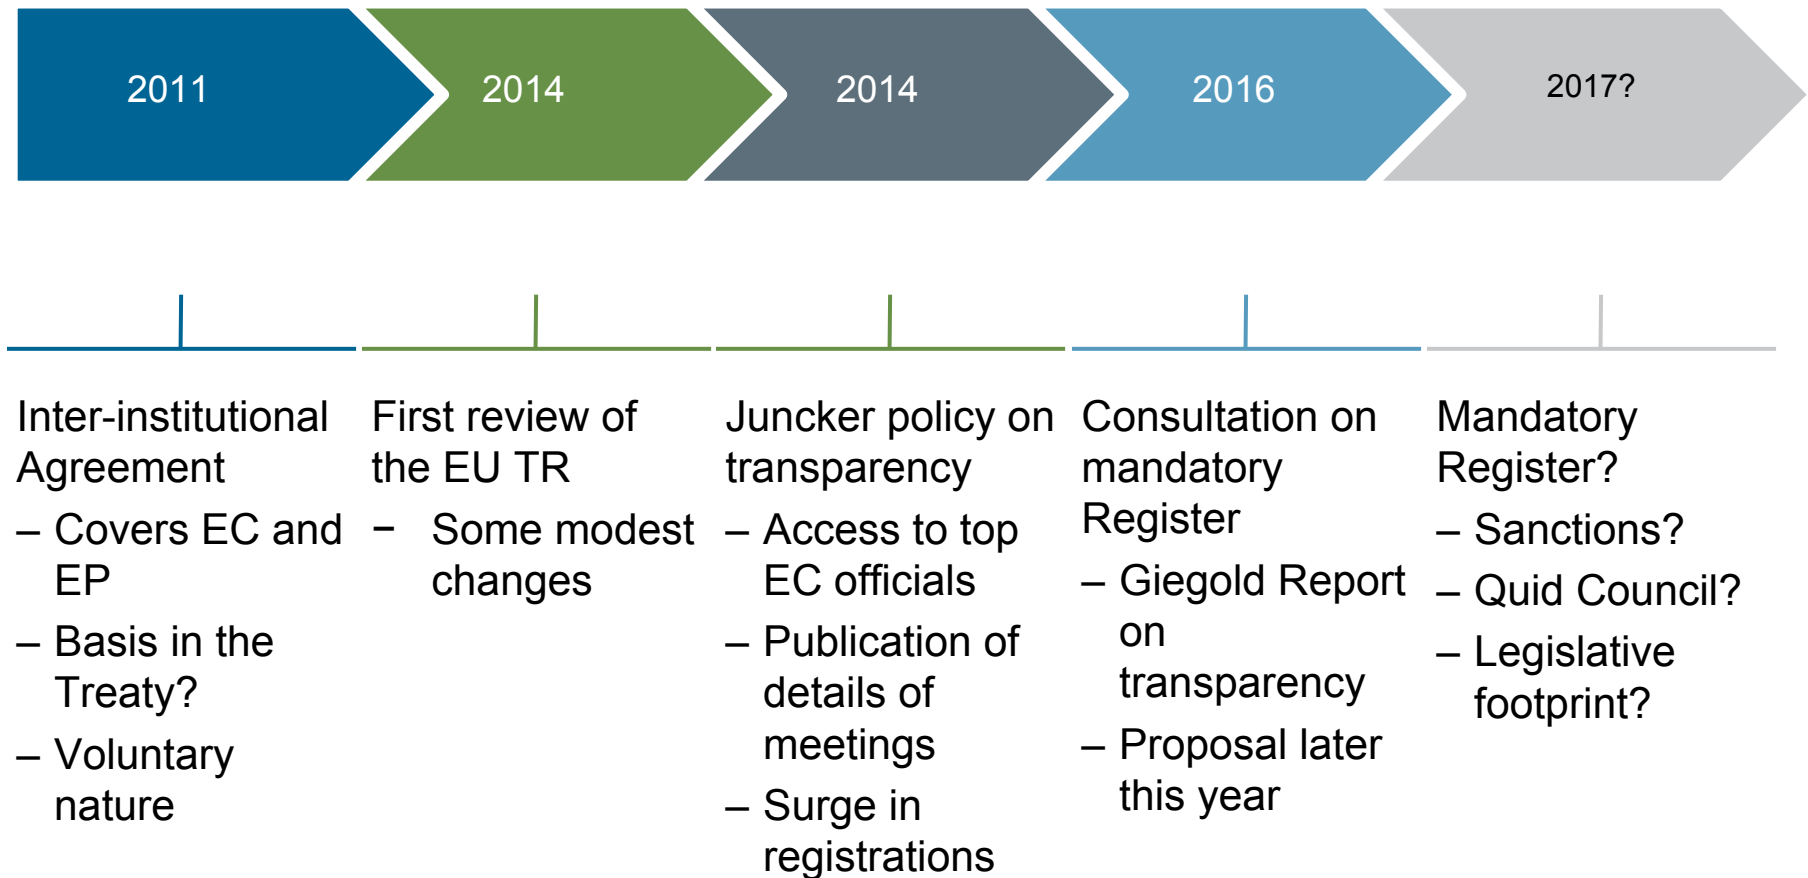 2011
2014
2014
2016
2017?
Inter-institutional
Agreement
– Covers EC and
EP
– Basis in the
Treaty?
– Voluntary
nature
First review of
the EU TR
– Some modest
changes
Juncker policy on
transparency
– Access to top
EC officials
– Publication of
details of
meetings
– Surge in
registrations
Consultation on
mandatory
Register
– Giegold Report
on
transparency
– Proposal later
this year
Mandatory
Register?
– Sanctions?
– Quid Council?
– Legislative
footprint?